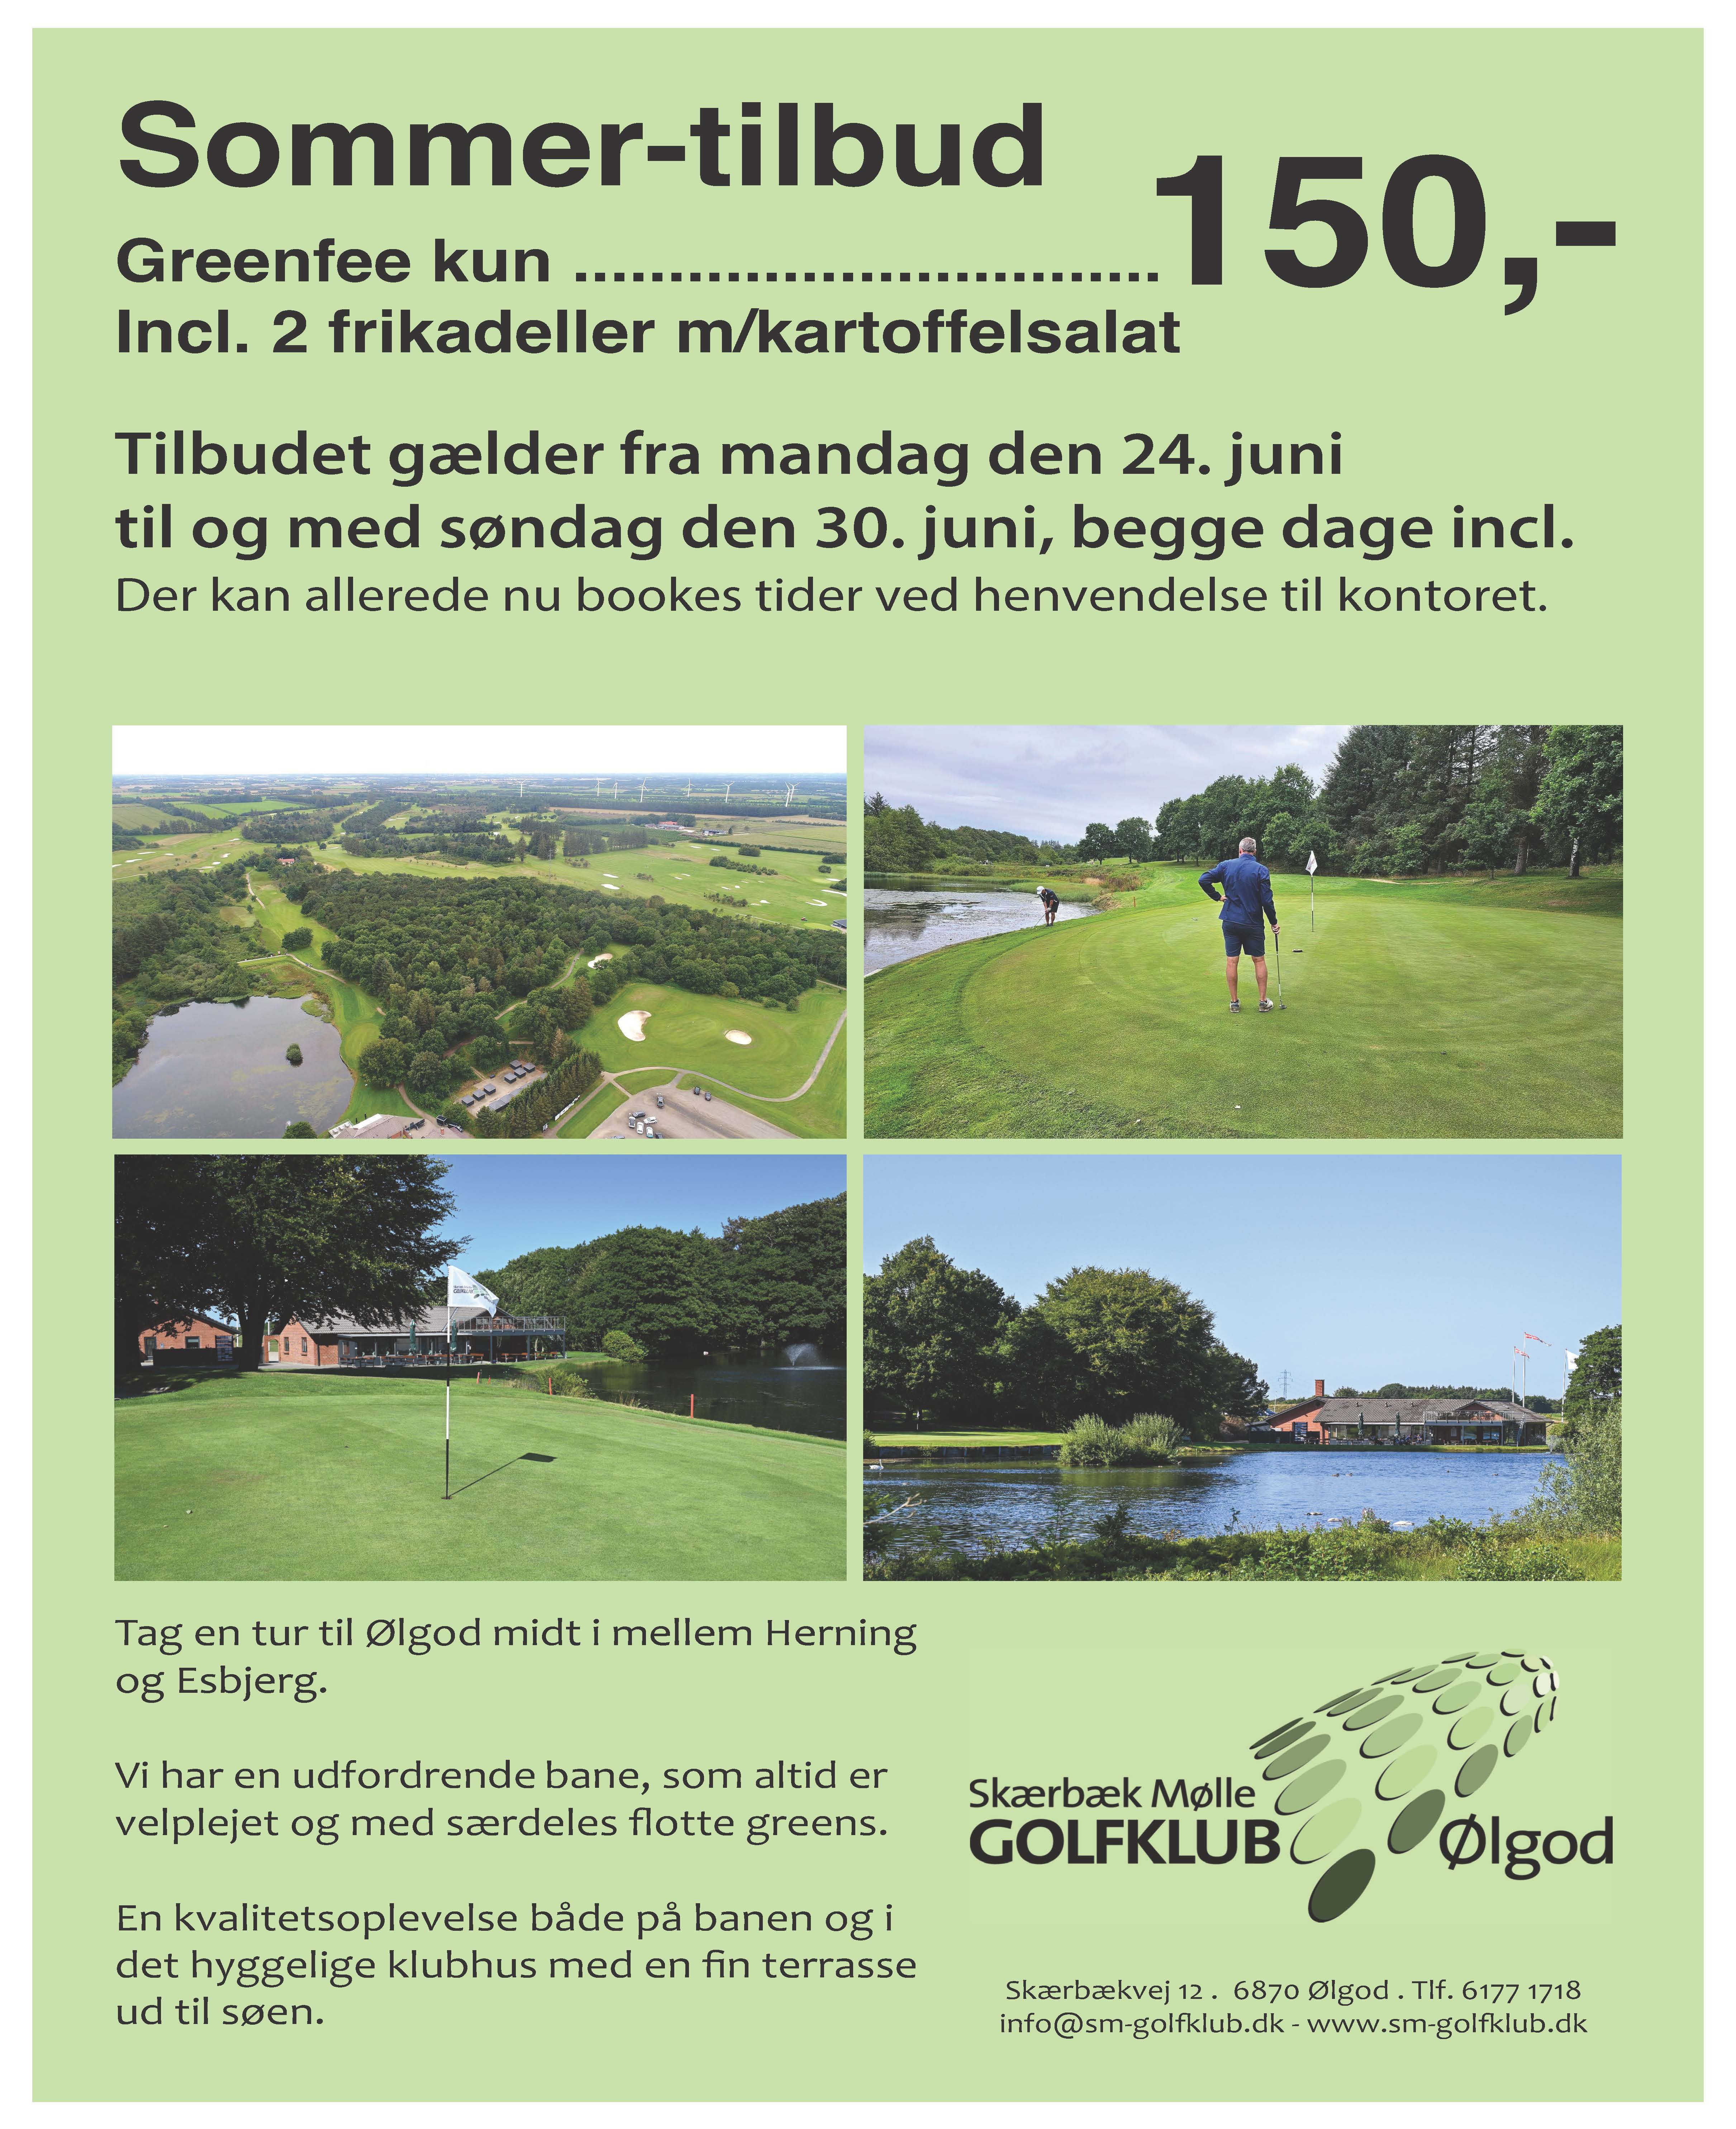 Sommer-tilbud
Greenfee kun ................................150,-
Incl. 2 frikadeller m/kartoffelsalat
Tilbudet gælder fra mandag den 24. juni
til og med søndag den 30. juni, begge dage incl.
Der kan allerede nu bookes tider ved henvendelse til kontoret.
Tag en tur til Ølgod midt i mellem Herning
og Esbjerg.
Vi har en udfordrende bane, som altid er
velplejet og med særdeles flotte greens.
En kvalitetsoplevelse både på banen og i
det hyggelige klubhus med en fin terrasse
ud til søen.
Skærbæk Mølle
GOLFKLUB Ølgod
Skærbækvej 12 . 6870 Ølgod . Tlf. 6177 1718
info@sm-golfklub.dk - www.sm-golfklub.dk